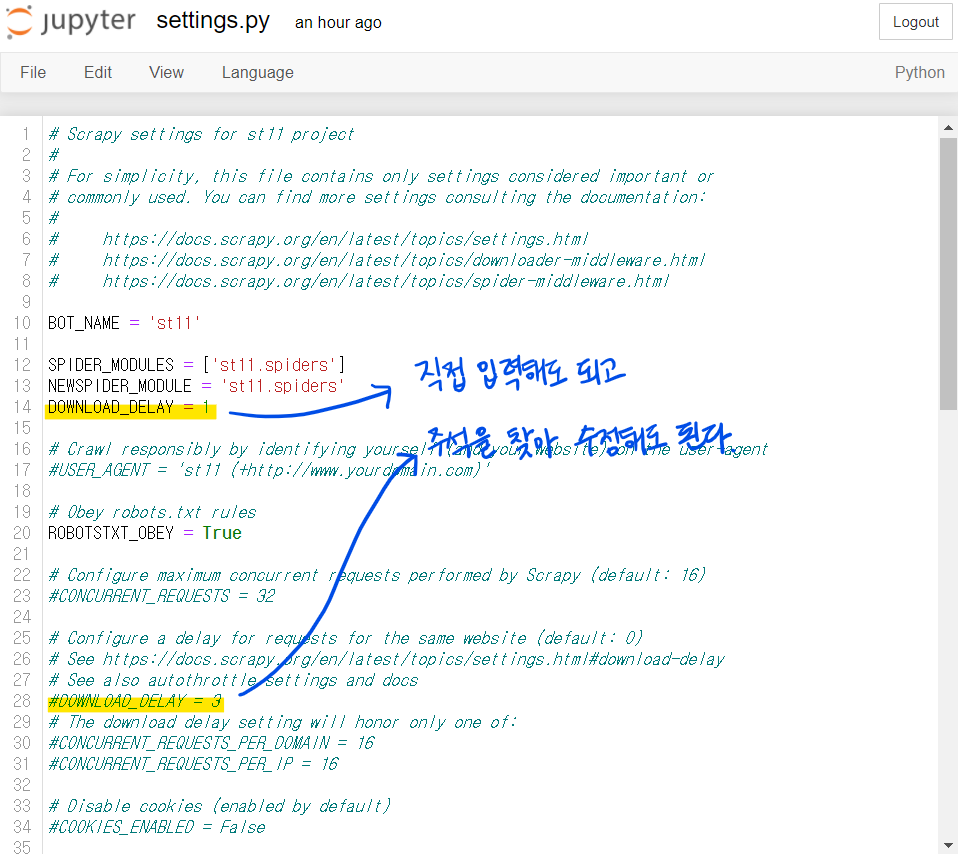 jupyter settings.py an hour ago Logout
File Edit View Language Python
1 # Scrapy settings for st11 project
2 #
3 # For simplicity, this file contains only settings considered important or
4 # commonly used. You can find more settings consulting the documentation:
5 #
6 #     https://docs.scrapy.org/en/latest/topics/settings.html
7 #     https://docs.scrapy.org/en/latest/topics/downloader-middleware.html
8 #     https://docs.scrapy.org/en/latest/topics/spider-middleware.html
9
10 BOT_NAME = 'st11'
11
12 SPIDER_MODULES = ['st11.spiders']
13 NEWSPIDER_MODULE = 'st11.spiders'
직접 입력해도 되고
14 DOWNLOAD_DELAY = 1
15
주석을 찾아 수정해도 된다.
16 # Crawl responsibly by identifying yourself (and your website) on the user-agent
17 #USER_AGENT = 'st11 (+http://www.yourdomain.com)'
18
19 # Obey robots.txt rules
20 ROBOTSTXT_OBEY = True
21
22 # Configure maximum concurrent requests performed by Scrapy (default: 16)
23 #CONCURRENT_REQUESTS = 32
24
25 # Configure a delay for requests for the same website (default: 0)
26 # See https://docs.scrapy.org/en/latest/topics/settings.html#download-delay
27 # See also autothrottle settings and docs
28 #DOWNLOAD_DELAY = 3
29 # The download delay setting will honor only one of:
30 #CONCURRENT_REQUESTS_PER_DOMAIN = 16
31 #CONCURRENT_REQUESTS_PER_IP = 16
32
33 # Disable cookies (enabled by default)
34 #COOKIES_ENABLED = False
35